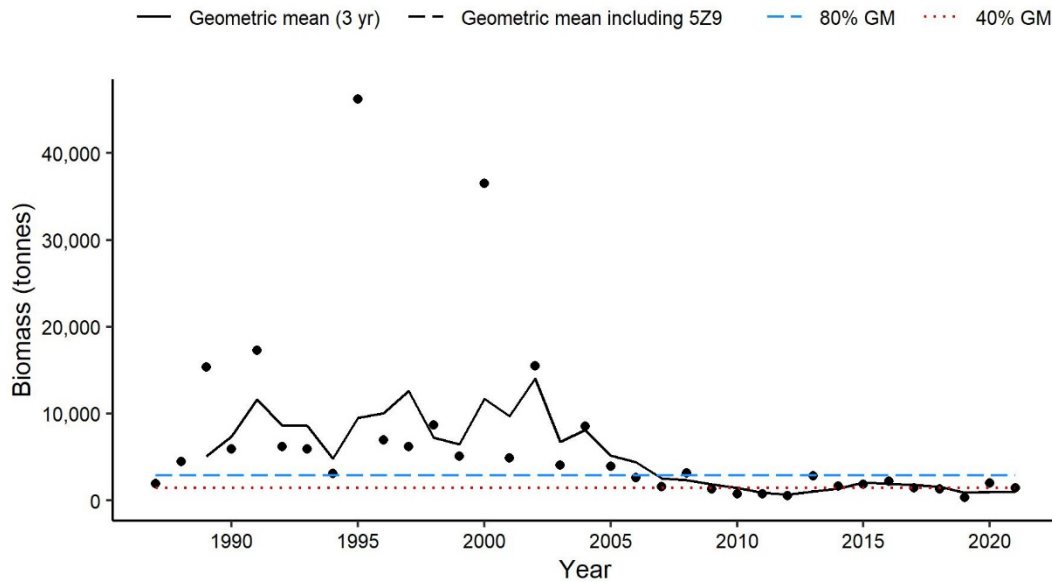 Geometric mean (3 yr) Geometric mean including 5Z9 80% GM 40% GM
40,000
30,000
20,000
10,000
0
Biomass (tonnes)
1990 1995 2000 2005 2010 2015 2020
Year